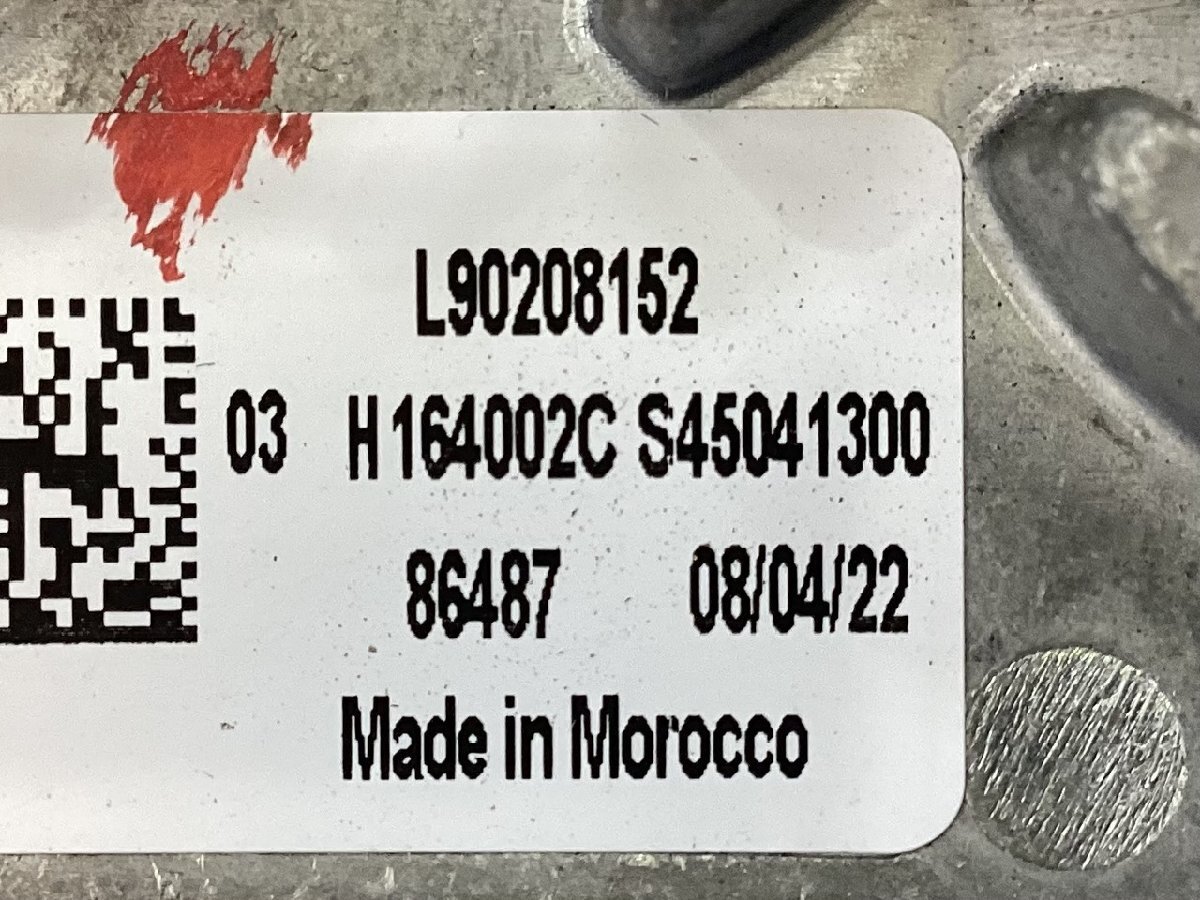 L90208152
03 H164002C S45041300
86487 08/04/22
Made in Morocco